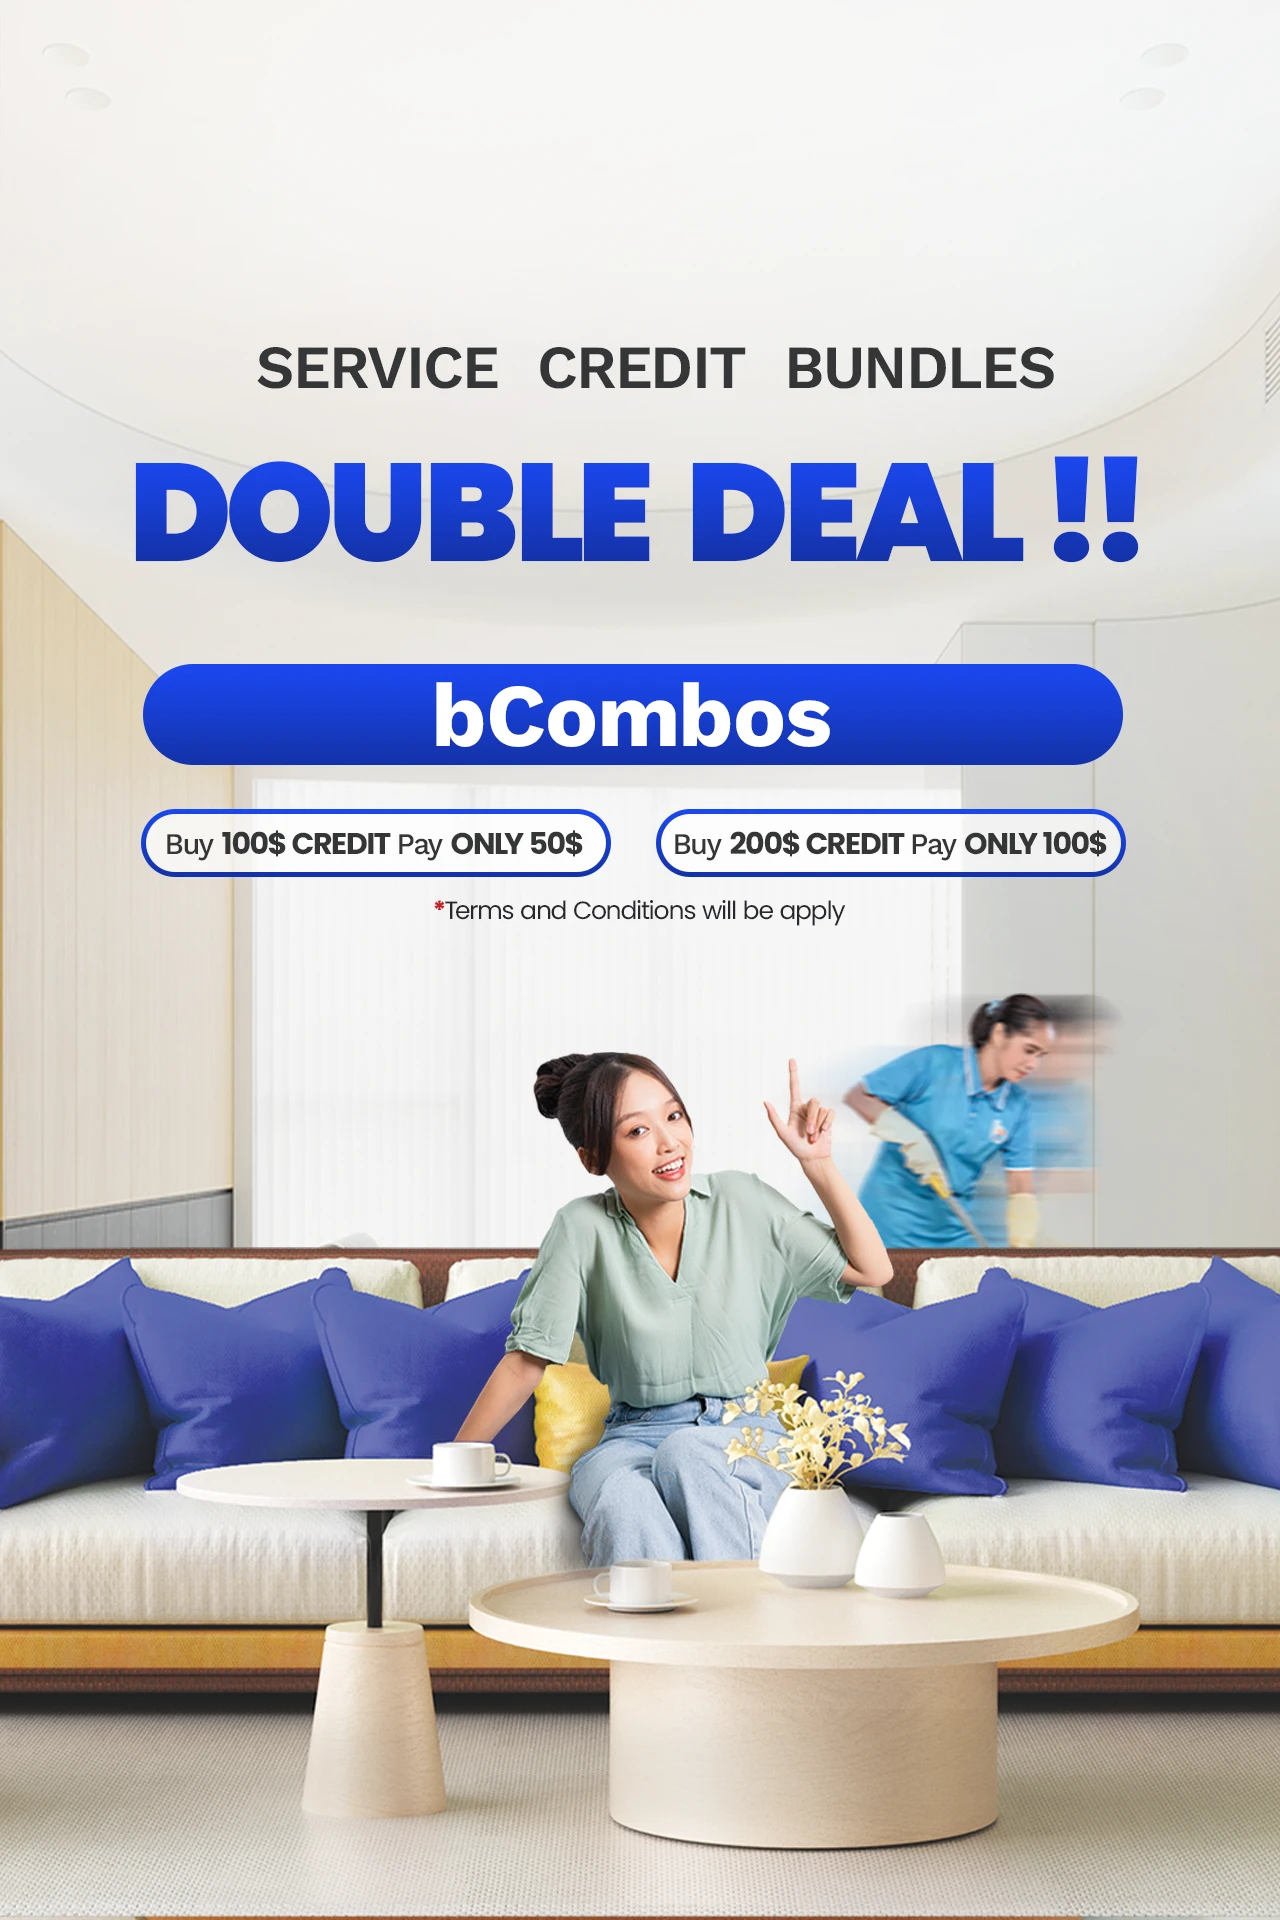 SERVICE CREDIT BUNDLES
DOUBLE DEAL !!
bCombos
Buy 100$ CREDIT Pay ONLY 50$
Buy 200$ CREDIT Pay ONLY 100$
*Terms and Conditions will be apply